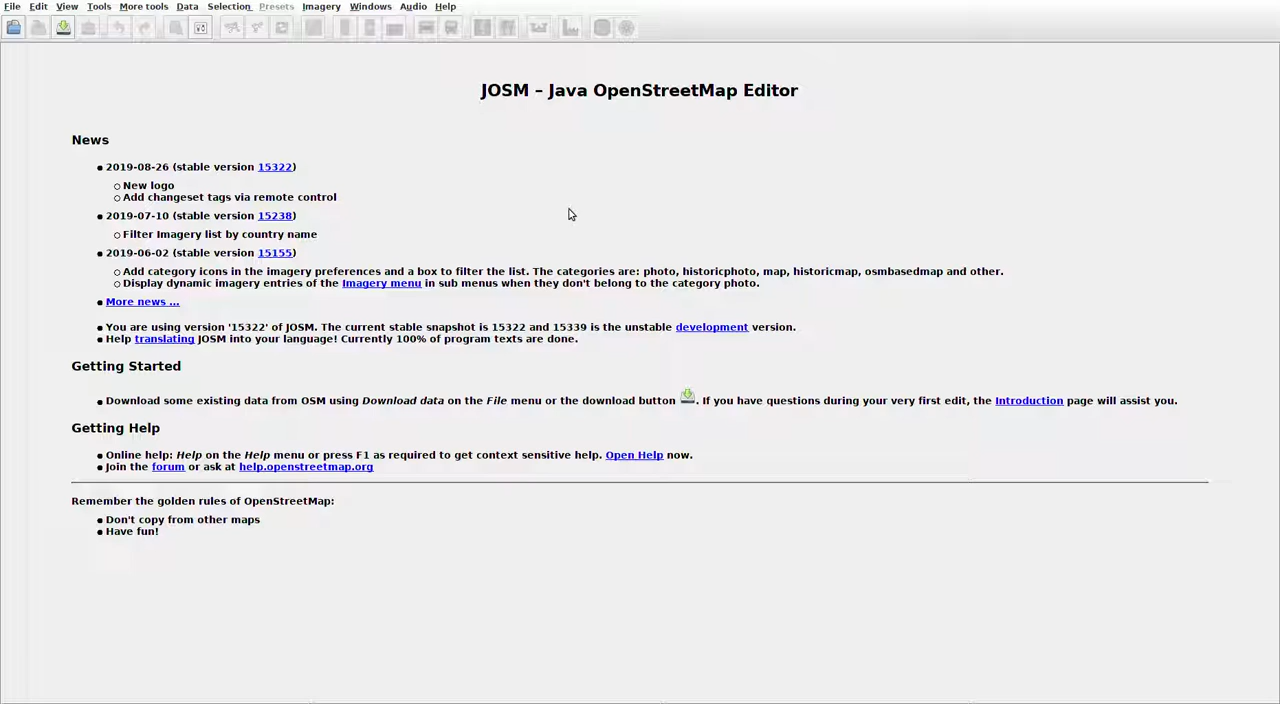 File Edit View Tools More tools Data Selection Presets Imagery Windows Audio Help
JOSM – Java OpenStreetMap Editor
News
2019-08-26 (stable version 15322)
New logo
Add changeset tags via remote control
2019-07-10 (stable version 15238)
Filter Imagery list by country name
2019-06-02 (stable version 15155)
Add category icons in the imagery preferences and a box to filter the list. The categories are: photo, historicphoto, map, historicmap, osmbasedmap and other.
Display dynamic imagery entries of the Imagery menu in sub menus when they don't belong to the category photo.
More news ...
You are using version '15322' of JOSM. The current stable snapshot is 15322 and 15339 is the unstable development version.
Help translating JOSM into your language! Currently 100% of program texts are done.
Getting Started
Download some existing data from OSM using Download data on the File menu or the download button . If you have questions during your very first edit, the Introduction page will assist you.
Getting Help
Online help: Help on the Help menu or press F1 as required to get context sensitive help. Open Help now.
Join the forum or ask at help.openstreetmap.org
Remember the golden rules of OpenStreetMap:
Don't copy from other maps
Have fun!